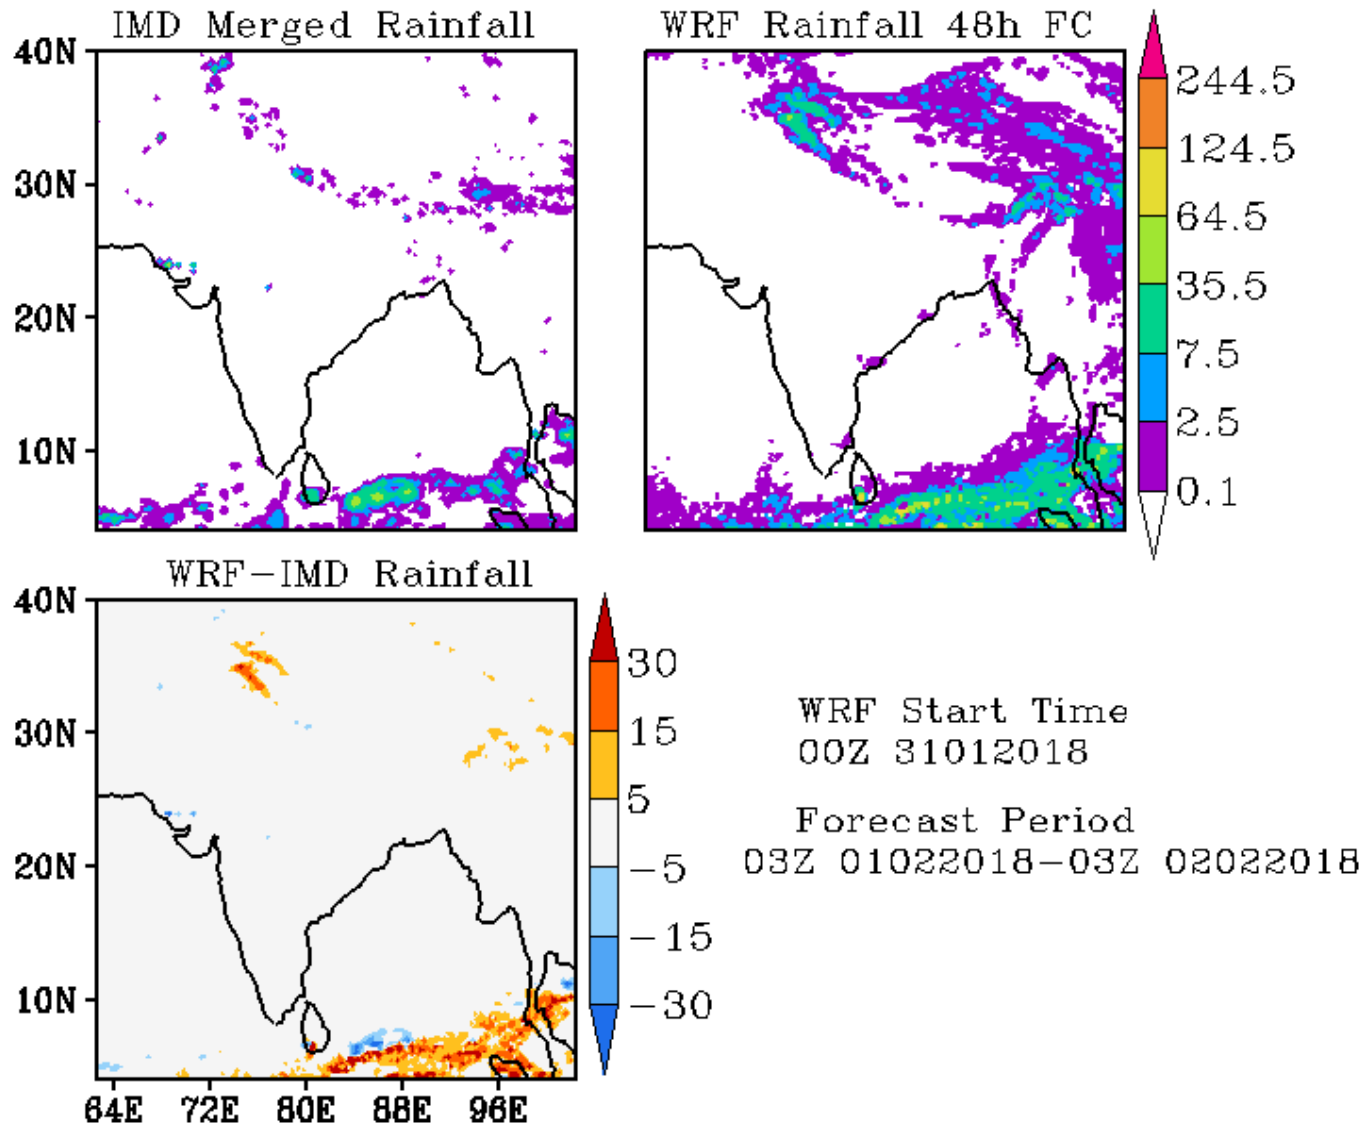 IMD Merged Rainfall
WRF Rainfall 48h FC
40N
30N
20N
10N
244.5
124.5
64.5
35.5
7.5
2.5
0.1
WRF-IMD Rainfall
40N
30N
20N
10N
64E 72E 80E 88E 96E
30
15
5
-5
-15
-30
WRF Start Time
00Z 31012018
Forecast Period
03Z 01022018-03Z 02022018